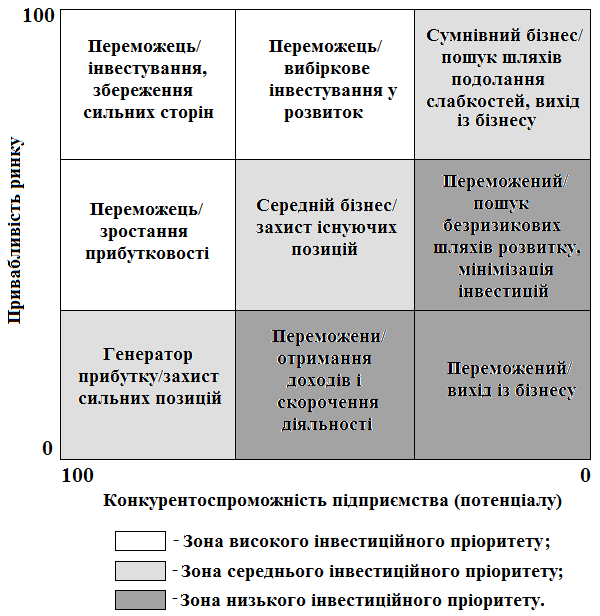 100
Переможець/
інвестування,
збереження
сильних сторін
Переможець/
вибіркове
інвестування у
розвиток
Сумнівний бізнес/
пошук шляхів
подолання
слабкостей, вихід
із бізнесу
Привабливість ринку
Переможець/
зростання
прибутковості
Середній бізнес/
захист існуючих
позицій
Переможений/
пошук
безризикових
шляхів розвитку,
мінімізація
інвестицій
Генератор
прибутку/захист
сильних позицій
Переможени/
отримання
доходів і
скорочення
діяльності
Переможений/
вихід із бізнесу
0
100
0
Конкурентоспроможність підприємства (потенціалу)
- Зона високого інвестиційного пріоритету;
- Зона середнього інвестиційного пріоритету;
- Зона низького інвестиційного пріоритету.